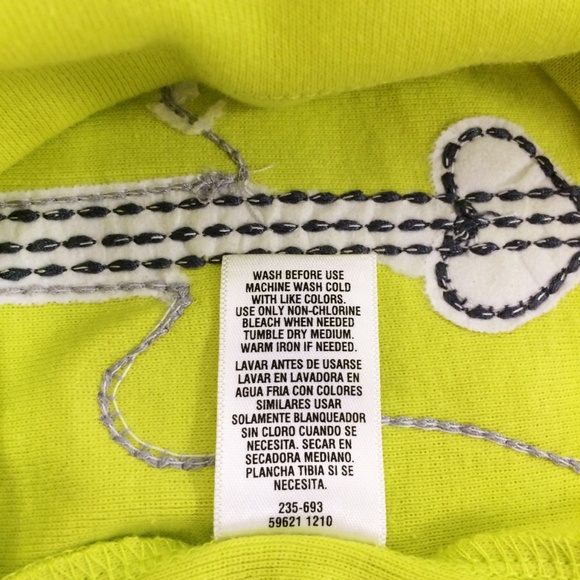 WASH BEFORE USE
MACHINE WASH COLD
WITH LIKE COLORS.
USE ONLY NON-CHLORINE
BLEACH WHEN NEEDED
TUMBLE DRY MEDIUM.
WARM IRON IF NEEDED.
LAVAR ANTES DE USARSE
LAVAR EN LAVADORA EN
AGUA FRIA CON COLORES
SIMILARES USAR
SOLAMENTE BLANQUEADOR
SIN CLORO CUANDO SE
NECESITA. SECAR EN
SECADORA MEDIANO.
PLANCHA TIBIA SI SE
NECESITA.
235-693
59621 1210